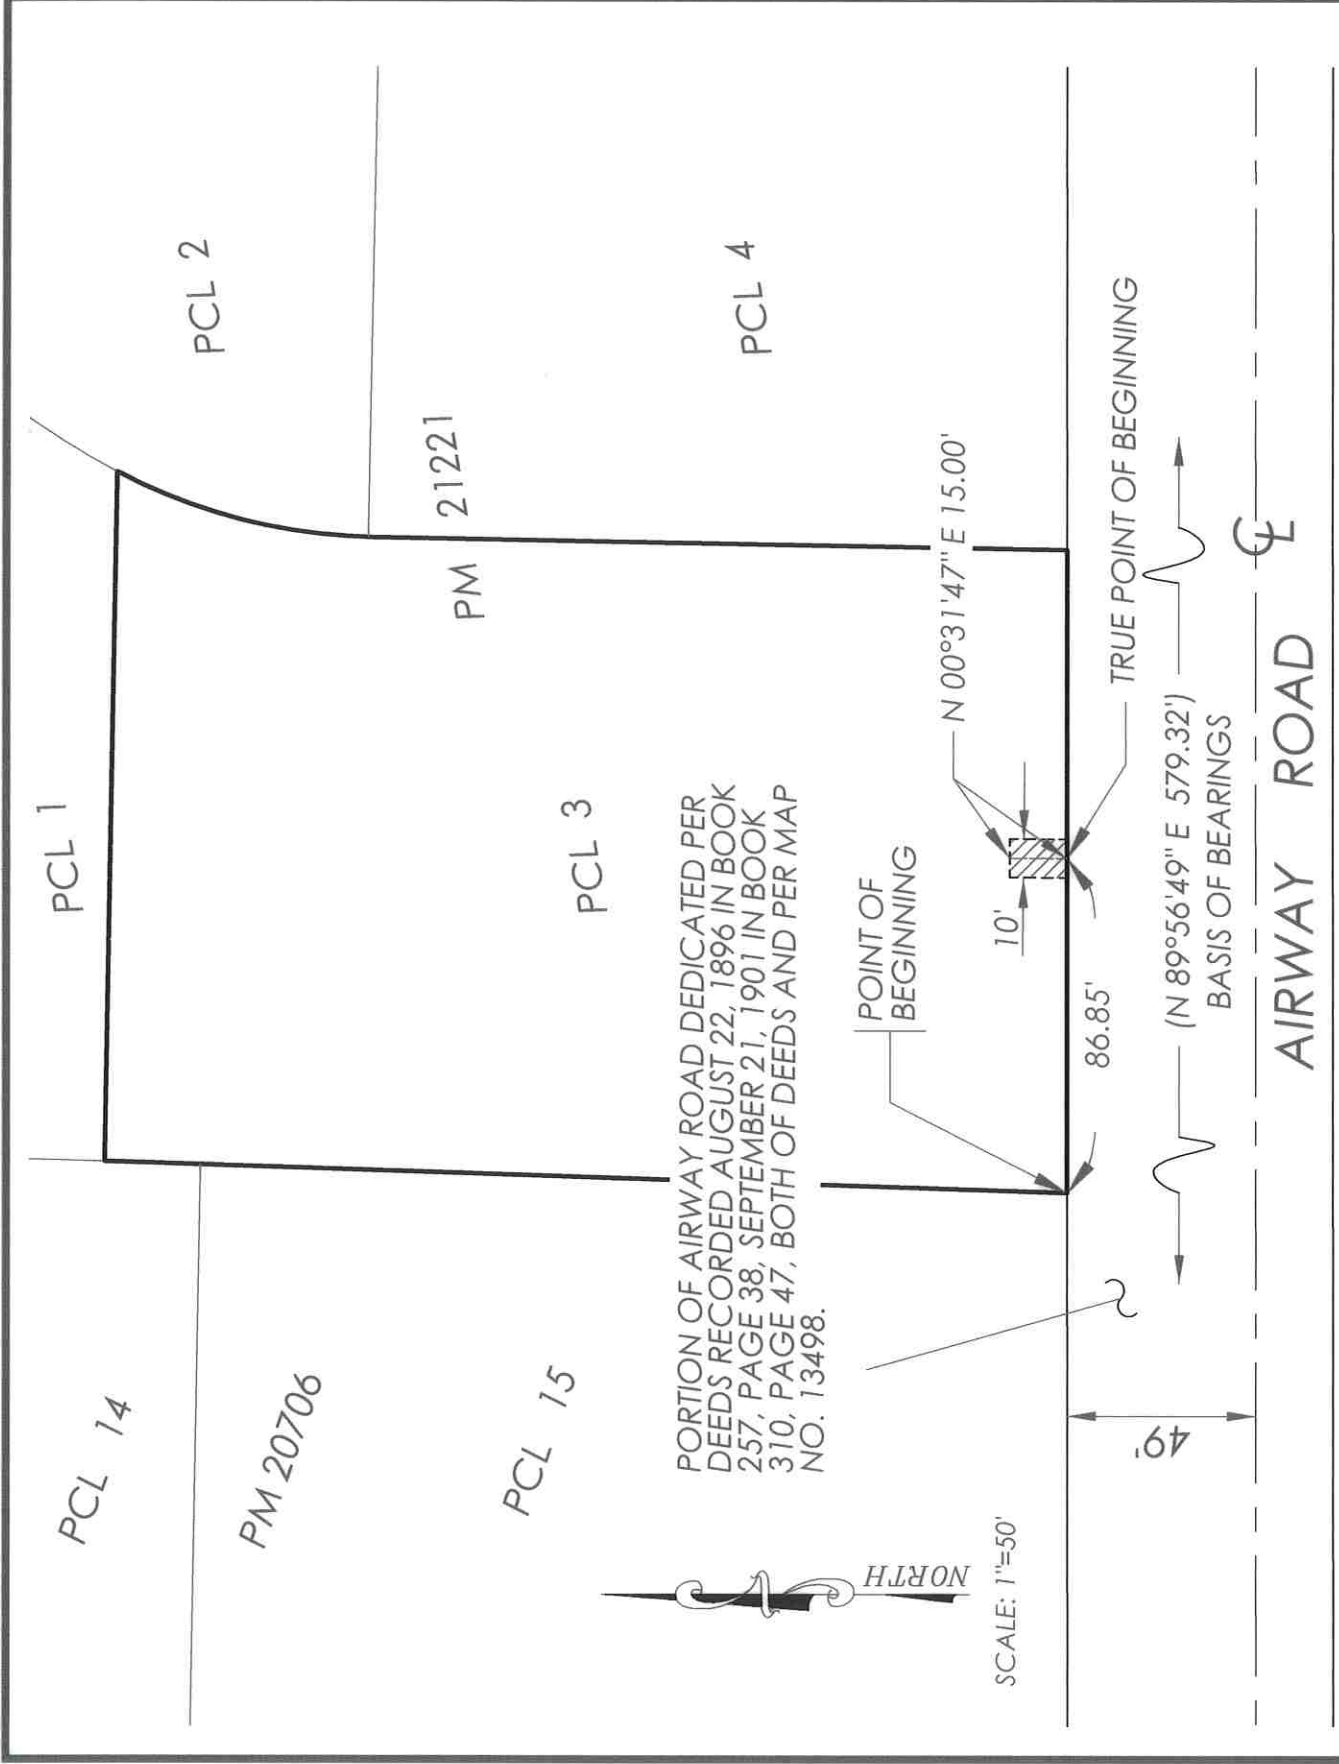 PCL 1
PCL 2
PCL 14
PM 20706
PM 21221
PCL 3
PCL 4
PCL 15
PORTION OF AIRWAY ROAD DEDICATED PER
DEEDS RECORDED AUGUST 22, 1896 IN BOOK
257, PAGE 38, SEPTEMBER 21, 1901 IN BOOK
310, PAGE 47, BOTH OF DEEDS AND PER MAP
NO. 13498.
POINT OF
BEGINNING
N 00°31'47" E 15.00'
10'
NORTH
SCALE: 1"=50'
86.85'
TRUE POINT OF BEGINNING
49'
(N 89°56'49" E 579.32')
BASIS OF BEARINGS
AIRWAY ROAD